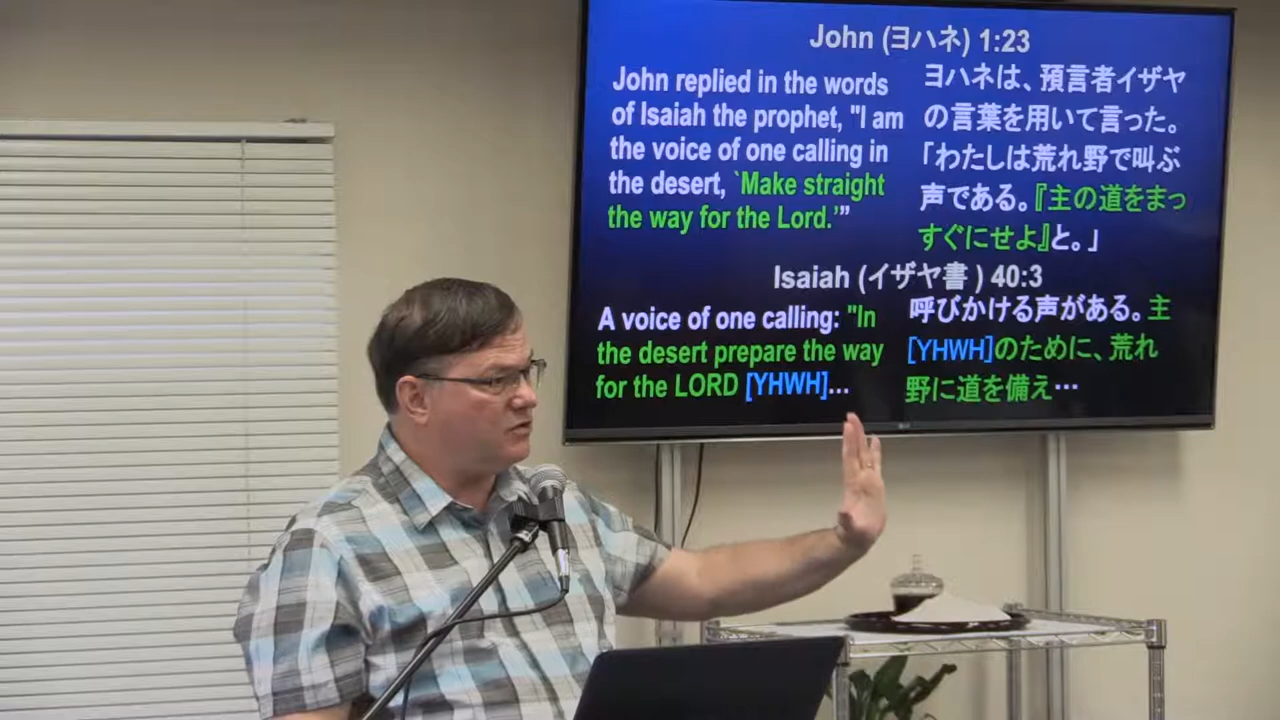 John (ヨハネ) 1:23
John replied in the words
of Isaiah the prophet, "I am
the voice of one calling in
the desert, `Make straight
the way for the Lord.'”
ヨハネは、預言者イザヤ
の言葉を用いて言った。
「わたしは荒れ野で叫ぶ
声である。『主の道をまっ
すぐにせよ』と。」
Isaiah (イザヤ書 ) 40:3
A voice of one calling: "In
the desert prepare the way
for the LORD [YHWH]...
呼びかける声がある。主
[YHWH]のために、荒れ
野に道を備え…